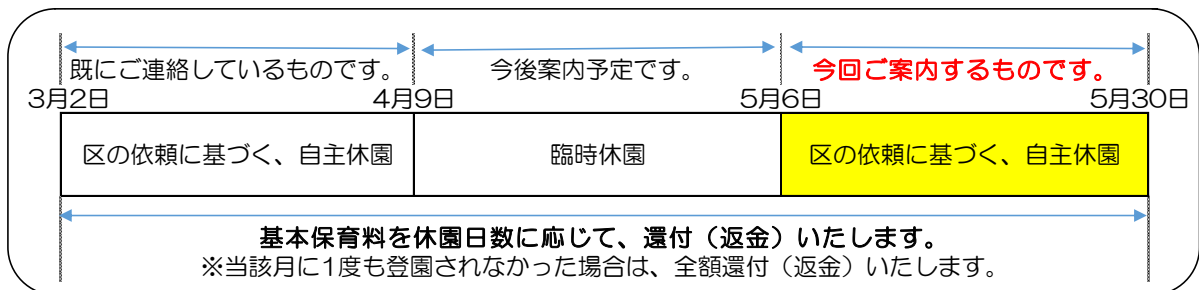 既にご連絡しているものです。 今後案内予定です。 今回ご案内するものです。
3月2日 4月9日 5月6日 5月30日
区の依頼に基づく、自主休園 臨時休園 区の依頼に基づく、自主休園
基本保育料を休園日数に応じて、還付（返金）いたします。
※当該月に1度も登園されなかった場合は、全額還付（返金）いたします。